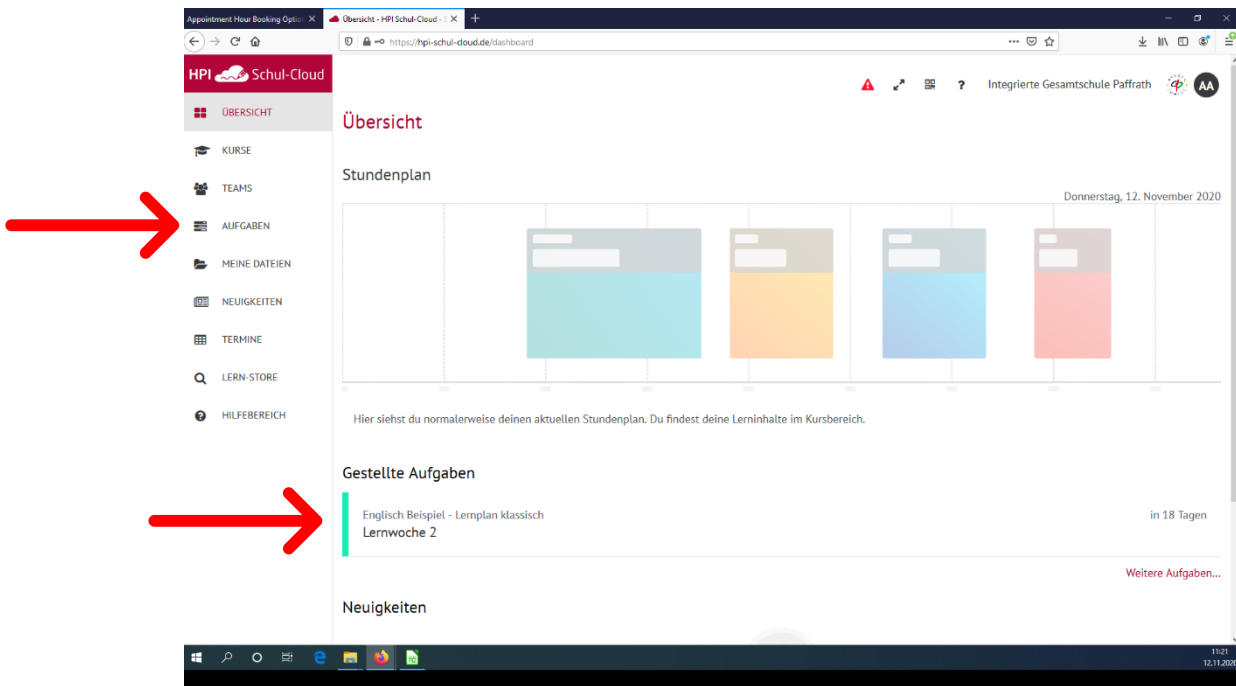 Appointment Hour Booking Option
Übersicht - HPI Schul-Cloud -
https://hpi-schul-cloud.de/dashboard
HPI Schul-Cloud
Integrierte Gesamtschule Paffrath
AA
ÜBERSICHT
KURSE
TEAMS
AUFGABEN
MEINE DATEIEN
NEUIGKEITEN
TERMINE
LERN-STORE
HILFEBEREICH
Übersicht
Stundenplan
Donnerstag, 12. November 2020
Hier siehst du normalerweise deinen aktuellen Stundenplan. Du findest deine Lerninhalte im Kursbereich.
Gestellte Aufgaben
Englisch Beispiel - Lernplan klassisch
in 18 Tagen
Lernwoche 2
Weitere Aufgaben...
Neuigkeiten
11:21
12.11.2020